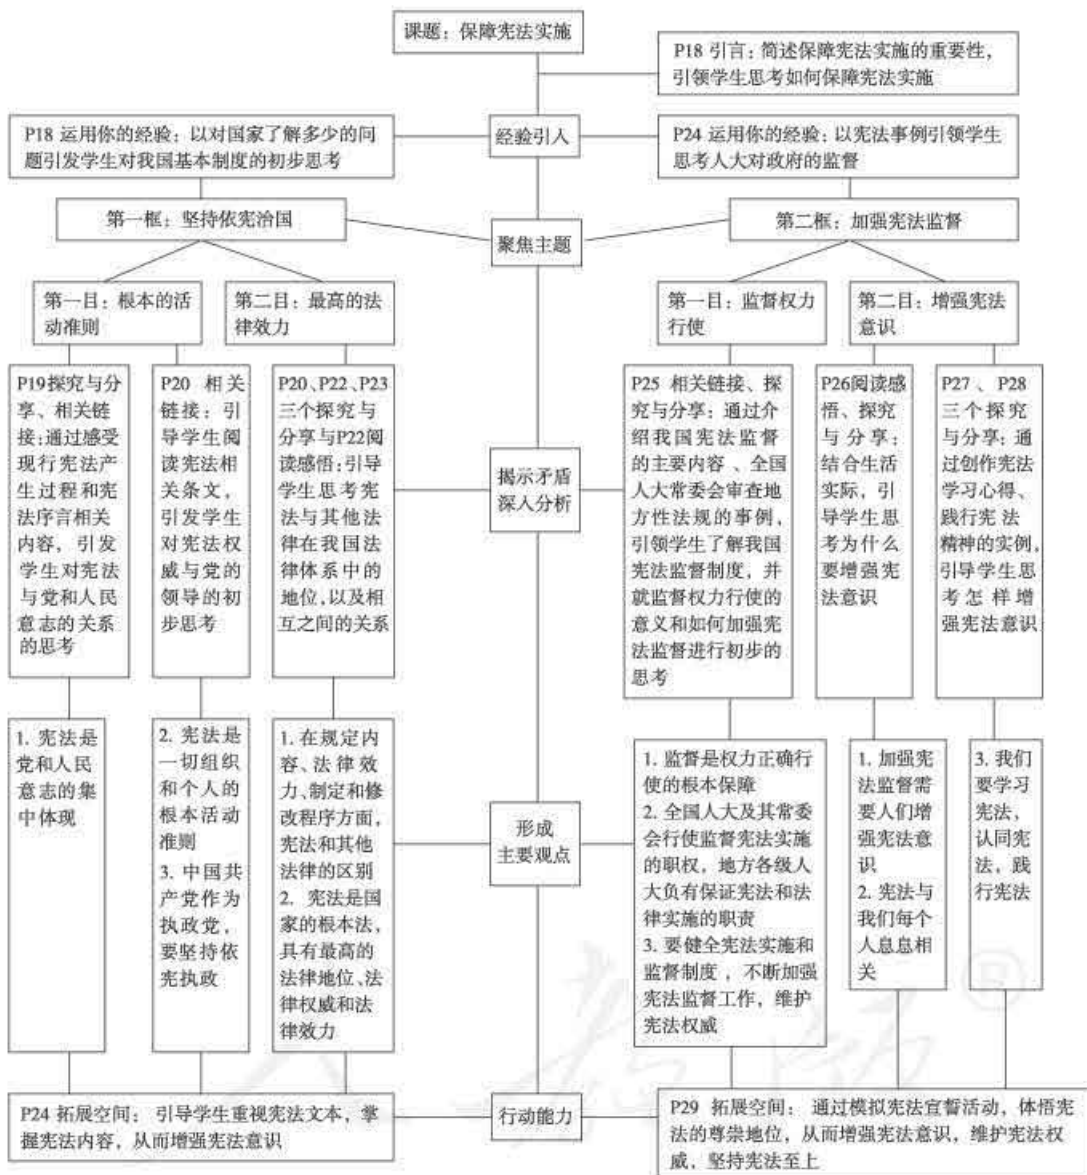 课题：保障宪法实施
P18 引言：简述保障宪法实施的重要性，
引领学生思考如何保障宪法实施
经验引入
P18 运用你的经验：以对国家了解多少的问
题引发学生对我国基本制度的初步思考
P24 运用你的经验：以宪法事例引领学生
思考人大对政府的监督
第一框：坚持依宪治国
聚焦主题
第二框：加强宪法监督
第一目：根本的活
动准则
第二目：最高的法
律效力
第一目：监督权力
行使
第二目：增强宪法
意识
P19探究与分
享、相关链
接：通过感受
现行宪法产
生过程和宪
法序言相关
内容，引发
学生对宪法
与党和人民
意志的关系
的思考
P20 相关
链接：引
导学生阅
读宪法相
关条文，
引发学生
对宪法权
威与党的
领导的初
步思考
P20、P22、P23
三个探究与
分享与P22阅
读感悟：引导
学生思考宪
法与其他法
律在我国法
律体系中的
地位，以及相
互之间的关系
揭示矛盾
深入分析
P25 相关链接、探
究与分享：通过介
绍我国宪法监督
的主要内容、全国
人大常委会审查地
方性法规的事例，
引领学生了解我国
宪法监督制度，并
就监督权力行使的
意义和如何加强宪
法监督进行初步的
思考
P26阅读感
悟、探究
与分享：
结合生活
实际，引
导学生思
考为什么
要增强宪
法意识
P27、P28
三个探究
与分享：通
过创作宪法
学习心得、
践行宪法
精神的实例，
引导学生思
考怎样增
强宪法意识
1. 宪法是
党和人民
意志的集
中体现
2. 宪法是
一切组织
和个人的
根本活动
准则
3. 中国共
产党作为
执政党，
要坚持依
宪执政
1. 在规定内
容、法律效
力、制定和修
改程序方面，
宪法和其他
法律的区别
2. 宪法是国
家的根本法，
具有最高的
法律地位、法
律权威和法
律效力
形成
主要观点
1. 监督是权力正确行
使的根本保障
2. 全国人大及其常委
会行使监督宪法实施
的职权，地方各级人
大负有保证宪法和法
律实施的职责
3. 要健全宪法实施和
监督制度，不断加强
宪法监督工作，维护
宪法权威
1. 加强宪
法监督需
要人们增
强宪法意
识
2. 宪法与
我们每个
人息息相
关
3. 我们
要学习
宪法，
认同宪
法，践
行宪法
P24 拓展空间：引导学生重视宪法文本，掌
握宪法内容，从而增强宪法意识
行动能力
P29 拓展空间：通过模拟宪法宣誓活动，体悟宪
法的尊崇地位，从而增强宪法意识，维护宪法权
威，坚持宪法至上
®